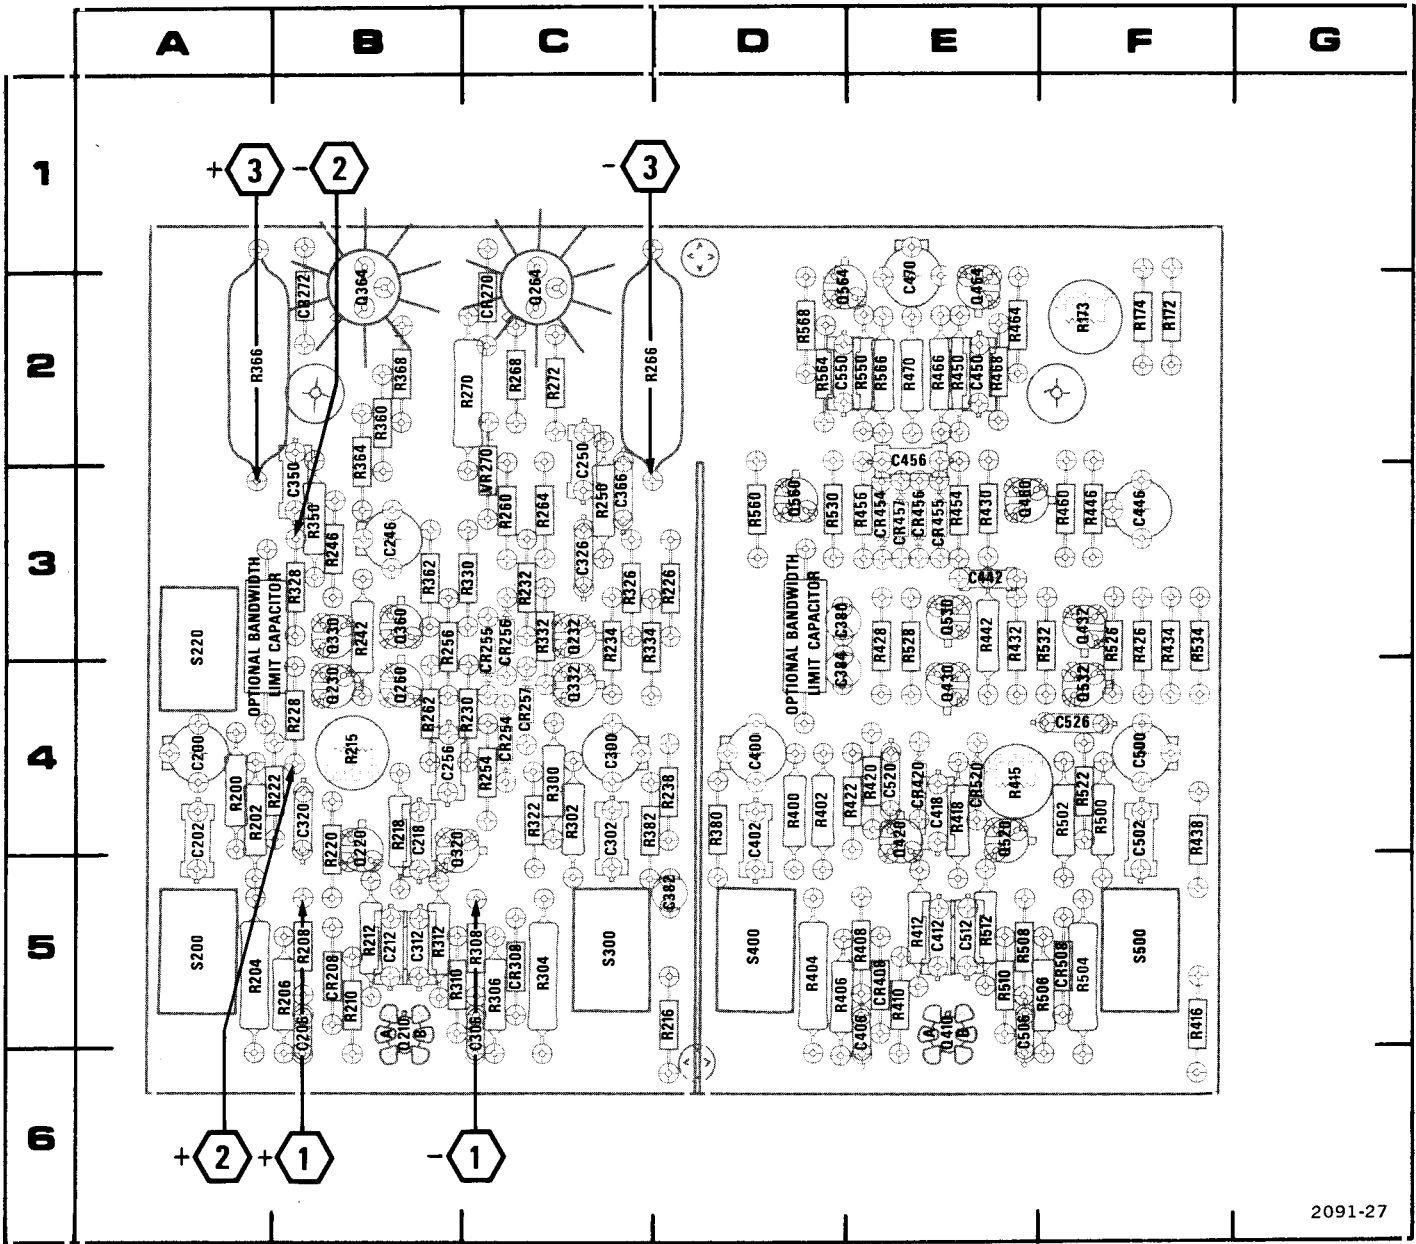 A B C D E F G
1
+ 3 - 2 - 3
CR272 Q364 CR270 Q264 Q564 C470 Q464
2
R366 R368 R270 R268 R272 R266 R568 R564 C550 R550 R566 R470 R466 R450 C450 R468 R464 R173 R174 R172
R360
R364 VR270 C250 C456
C350 R350 R260 R264 R250 C366 R560 Q560 R530 R456 CR454 CR457 CR456 CR455 R454 R430 R460 R446 C446
3
R246 C246 C326
OPTIONAL BANDWIDTH
LIMIT CAPACITOR
R328 R362 R330 R232 R326 R226
OPTIONAL BANDWIDTH
LIMIT CAPACITOR
C442
S220 Q330 R242 Q360 R256 CR255 CR256 R332 Q232 R234 R334 C380 R428 R528 Q530 R442 R432 R532 Q432 R526 R426 R434 R534
Q230 Q260 Q332 C384 Q430 Q532
R228 R262 R230 CR257 C526
4
C200 R215 C256 R254 CR254 C300 C400 C500
R200 R222 R300 R238 R420 C520 CR420 CR520 R415 R522
R202 C320 R218 C218 R322 R302 C302 R382 R380 C402 R400 R402 R422 C418 R418 R502 R500 C502 R438
C202 R220 Q220 Q320 Q420 Q520
C382
5
S200 R204 R208 R212 C212 C312 R312 R308 S300 S400 R404 R408 R412 C412 C512 R512 R508 CR508 R504 S500
R206 CR208 R210 R310 R306 CR308 R304 R406 CR408 R410 R510 R506
C206 A Q210 B C306 R216 C406 A Q410 B C506 R416
6
+ 2 + 1 - 1
2091-27